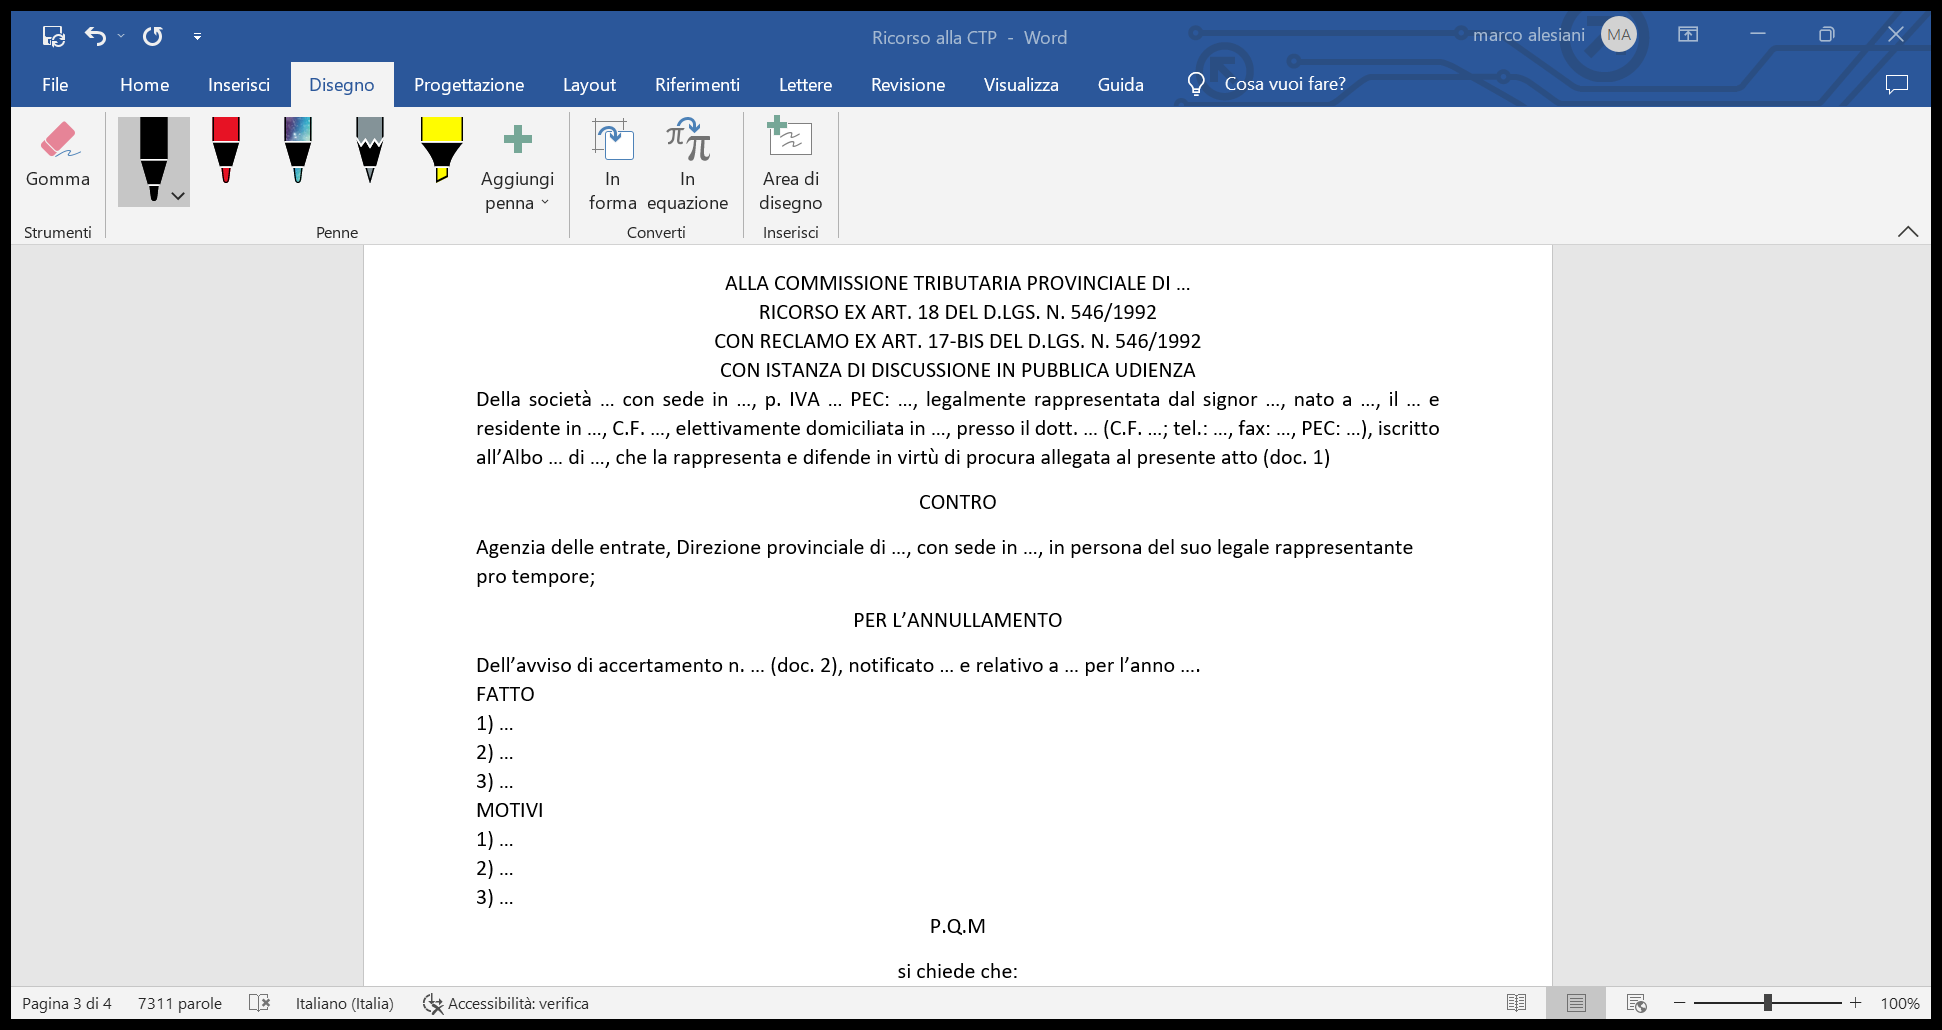 Ricorso alla CTP - Word
marco alesiani MA
File Home Inserisci Disegno Progettazione Layout Riferimenti Lettere Revisione Visualizza Guida Cosa vuoi fare?
Gomma
Aggiungi penna
In forma
In equazione
Area di disegno
Strumenti Penne Converti Inserisci
ALLA COMMISSIONE TRIBUTARIA PROVINCIALE DI …
RICORSO EX ART. 18 DEL D.LGS. N. 546/1992
CON RECLAMO EX ART. 17-BIS DEL D.LGS. N. 546/1992
CON ISTANZA DI DISCUSSIONE IN PUBBLICA UDIENZA
Della società … con sede in …, p. IVA … PEC: …, legalmente rappresentata dal signor …, nato a …, il … e
residente in …, C.F. …, elettivamente domiciliata in …, presso il dott. … (C.F. …; tel.: …, fax: …, PEC: …), iscritto
all’Albo … di …, che la rappresenta e difende in virtù di procura allegata al presente atto (doc. 1)
CONTRO
Agenzia delle entrate, Direzione provinciale di …, con sede in …, in persona del suo legale rappresentante
pro tempore;
PER L’ANNULLAMENTO
Dell’avviso di accertamento n. … (doc. 2), notificato … e relativo a … per l’anno ….
FATTO
1) …
2) …
3) …
MOTIVI
1) …
2) …
3) …
P.Q.M
si chiede che:
Pagina 3 di 4 7311 parole Italiano (Italia) Accessibilità: verifica 100%